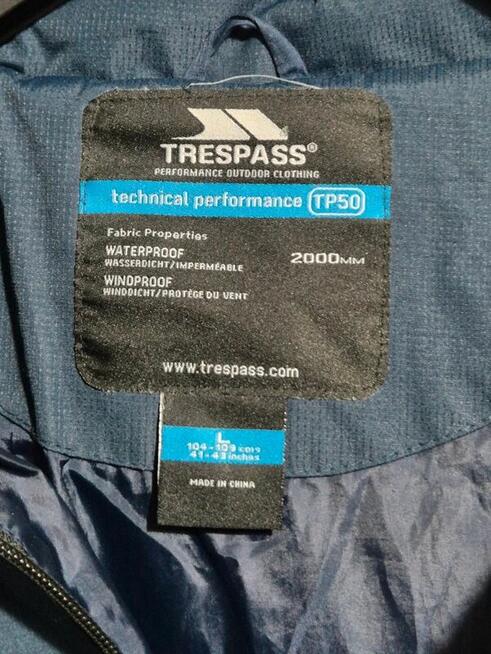 TRESPASS®
PERFORMANCE OUTDOOR CLOTHING
technical performance TP50
Fabric Properties
WATERPROOF 2000MM
WASSERDICHT/IMPERMÉABLE
WINDPROOF
WINDDICHT/PROTÈGE DU VENT
www.trespass.com
L
104-109 cms
41-43 inches
MADE IN CHINA